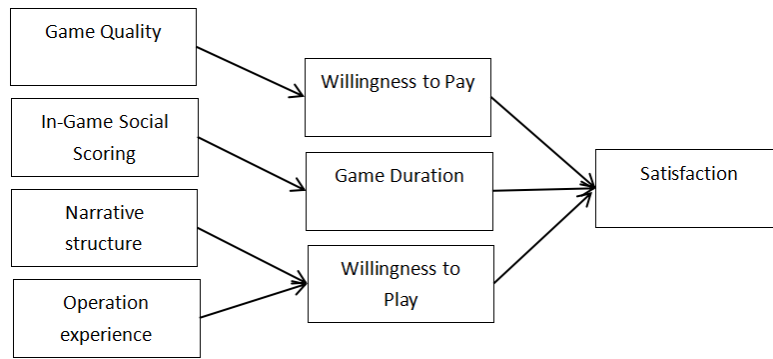 Game Quality
In-Game Social
Scoring
Narrative
structure
Operation
experience
Willingness to Pay
Game Duration
Willingness to
Play
Satisfaction